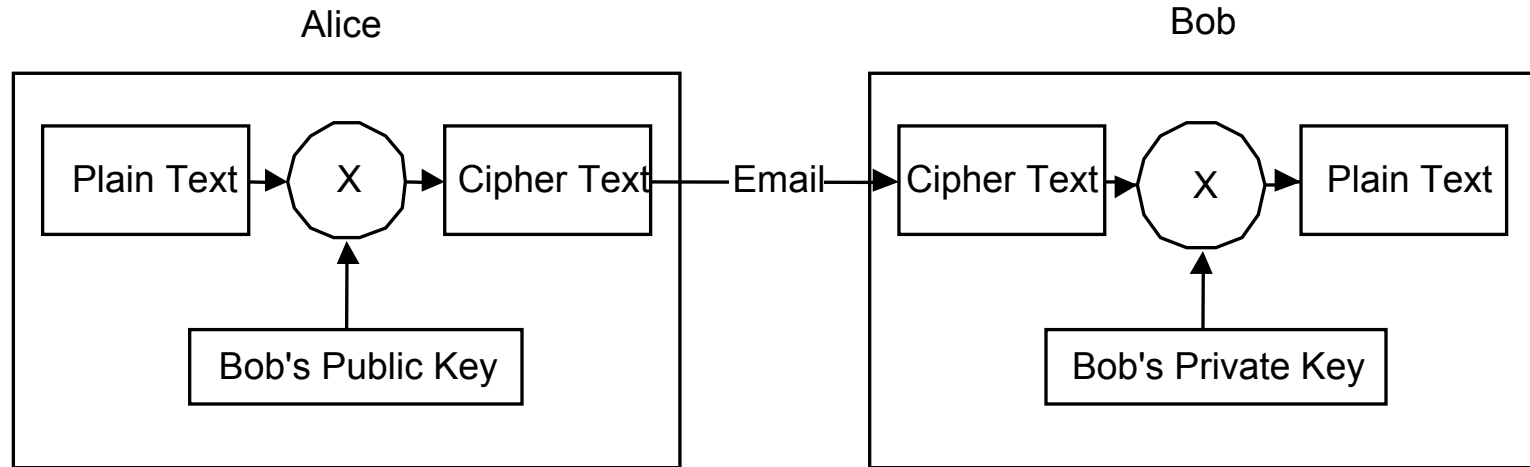 Alice
Bob
Plain Text
X
Cipher Text
Email
Cipher Text
X
Plain Text
Bob's Public Key
Bob's Private Key